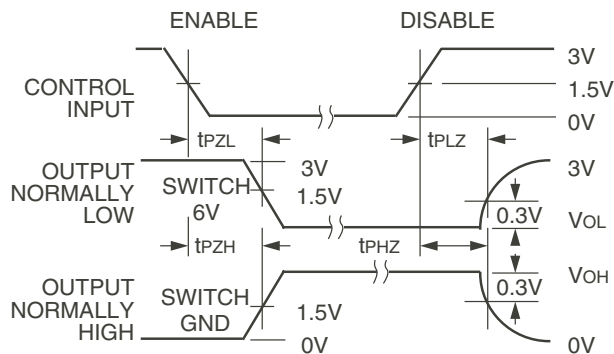 ENABLE DISABLE
3V
CONTROL
INPUT
1.5V
0V
tPZL tPLZ
OUTPUT
NORMALLY
LOW
SWITCH
6V
3V
1.5V
3V
0.3V
VOL
tPZH tPHZ
OUTPUT
NORMALLY
HIGH
SWITCH
GND
1.5V
0V
0.3V
VOH
0V